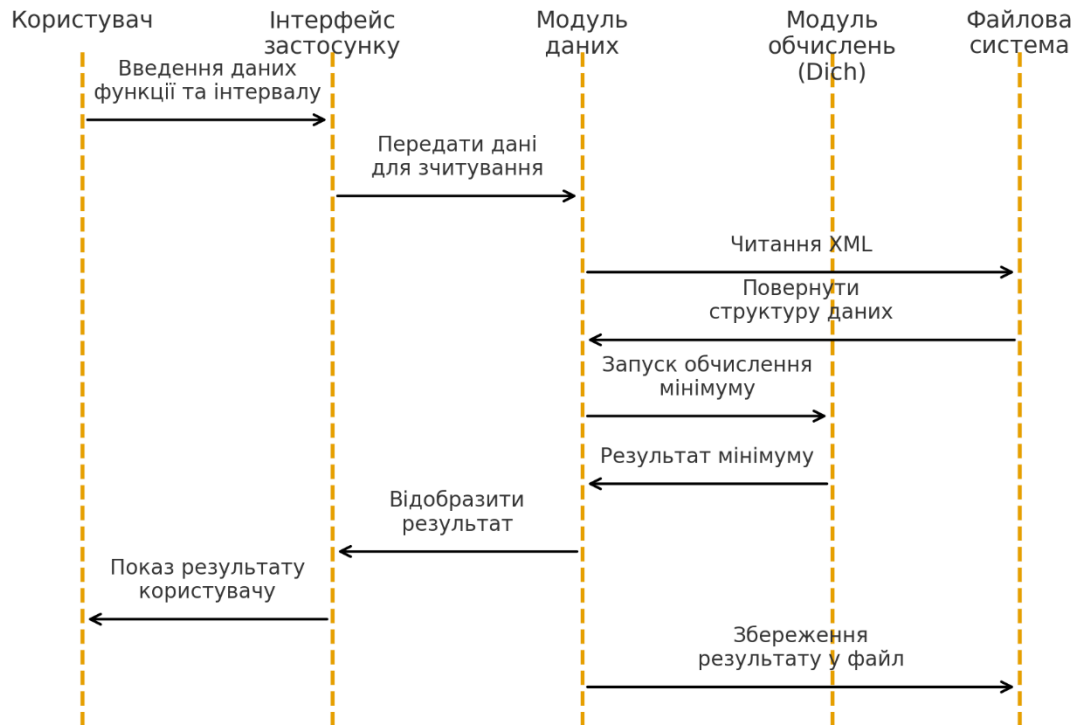 Користувач
Інтерфейс
застосунку
Модуль
даних
Модуль
обчислень
(Dich)
Файлова
система
Введення даних
функції та інтервалу
Передати дані
для зчитування
Читання XML
Повернути
структуру даних
Запуск обчислення
мінімуму
Результат мінімуму
Відобразити
результат
Показ результату
користувачу
Збереження
результату у файл